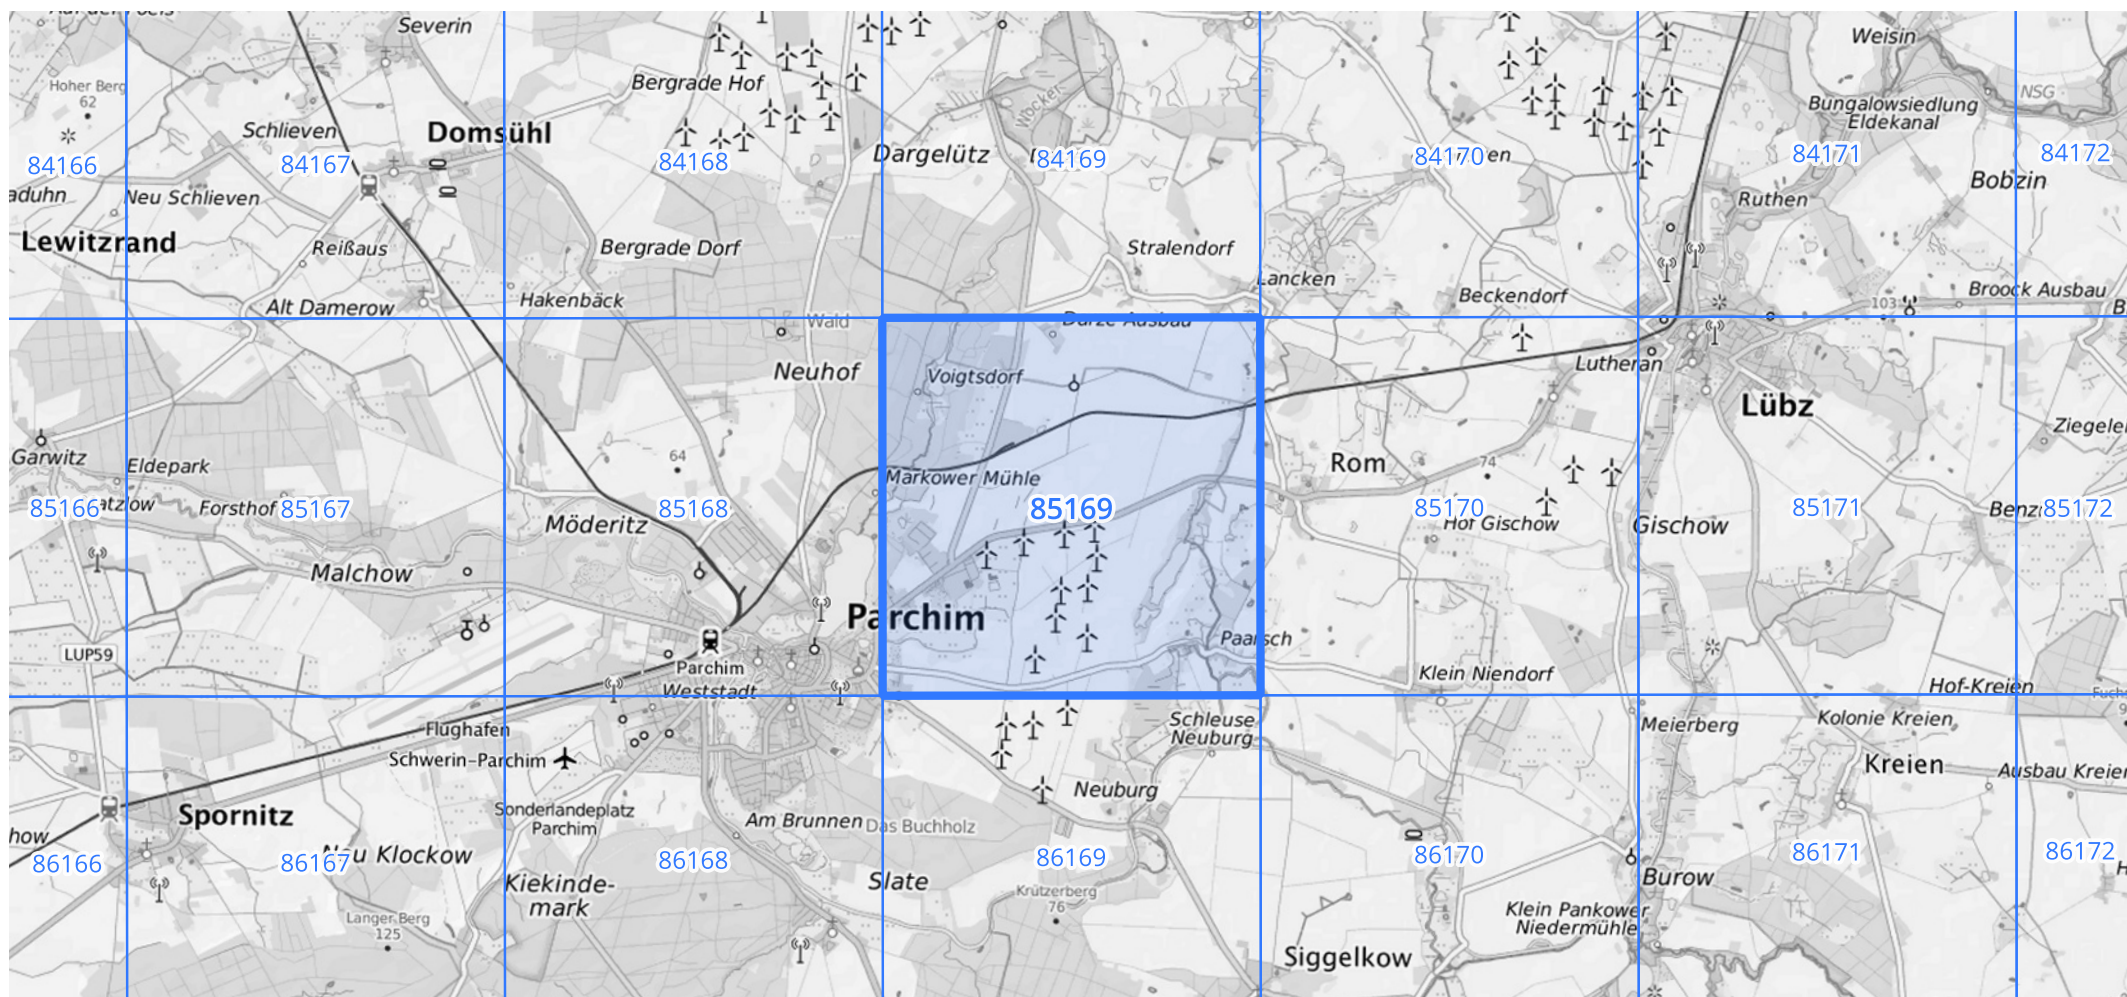 Severin
Weisin
Hoher Berg
62
Bergrade Hof
Wocker
NSG
Bungalowsiedlung
Eldekanal
Schlieven
Domsühl
Dargelütz
84166
84167
84168
84169
84170
84171
84172
Neu Schlieven
Ruthen
Bobzin
Lewitzrand
Reißaus
Bergrade Dorf
Stralendorf
Lancken
Alt Damerow
Hakenbäck
Beckendorf
103
Broock Ausbau
Wald
Darze Ausbau
Neuhof
Voigtsdorf
Lutheran
Lübz
Garwitz
Eldepark
64
Markower Mühle
Rom
74
Forsthof
85166
85167
85168
85169
85170
85171
85172
Möderitz
Hof Gischow
Gischow
Malchow
Parchim
LUP59
Parchim
Weststadt
Paarsch
Klein Niendorf
Hof-Kreien
Flughafen
Schwerin-Parchim
Schleuse
Neuburg
Meierberg
Kolonie Kreien
Kreien
Neuburg
Spornitz
Sonderlandeplatz
Parchim
Am Brunnen
Das Buchholz
Neu Klockow
86166
86167
86168
86169
86170
86171
86172
Kiekinde-
mark
Slate
Krützerberg
76
Burow
Langer Berg
125
Klein Pankower
Niedermühle
Siggelkow